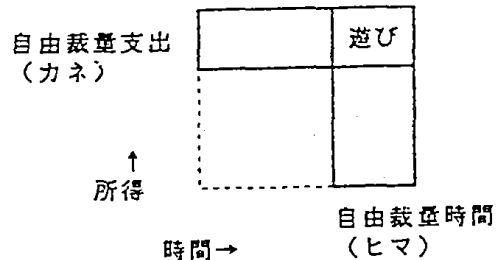 自由裁量支出
（カネ）
遊び
↑
所得
自由裁量時間
（ヒマ）
時間→